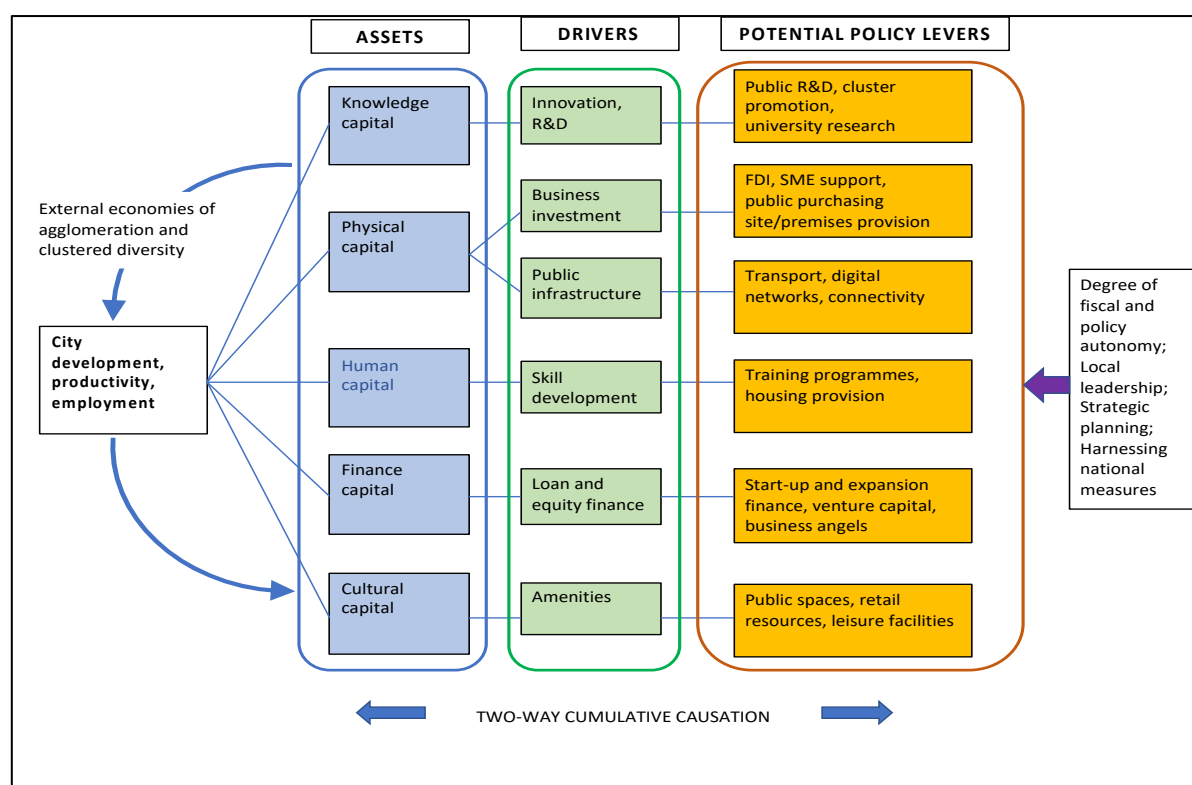 ASSETS
DRIVERS
POTENTIAL POLICY LEVERS
Knowledge
capital
Innovation,
R&D
Public R&D, cluster
promotion,
university research
External economies of
agglomeration and
clustered diversity
Physical
capital
Business
investment
FDI, SME support,
public purchasing
site/premises provision
Public
infrastructure
Transport, digital
networks, connectivity
City
development,
productivity,
employment
Human
capital
Skill
development
Training programmes,
housing provision
Degree of
fiscal and
policy
autonomy;
Local
leadership;
Strategic
planning;
Harnessing
national
measures
Finance
capital
Loan and
equity finance
Start-up and expansion
finance, venture capital,
business angels
Cultural
capital
Amenities
Public spaces, retail
resources, leisure facilities
TWO-WAY CUMULATIVE CAUSATION